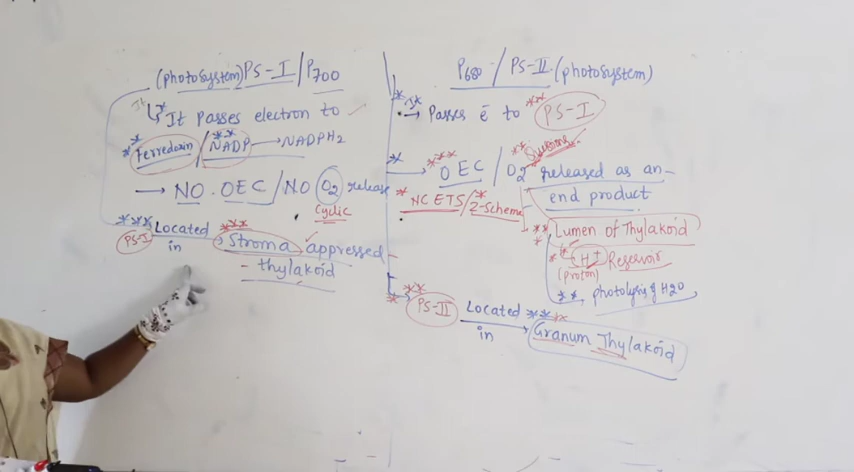 (photosystem) PS-I / P700
It passes electron to
** Ferredoxin / ** NADP → NADPH2
→ NO OEC / NO O2 release
cyclic
*** Located in
PS-I
*** Stroma appressed
- thylakoid
P680 / PS-II (photosystem)
* → Passes ē to ** PS-I
* → *** OEC / ** O2 released as an
end product
* NC ETS / * Z-Scheme
** Lumen of Thylakoid
* * (H+) Reservoir
(proton)
** photolysis of H2O
** * PS-II Located in → *** Granum Thylakoid